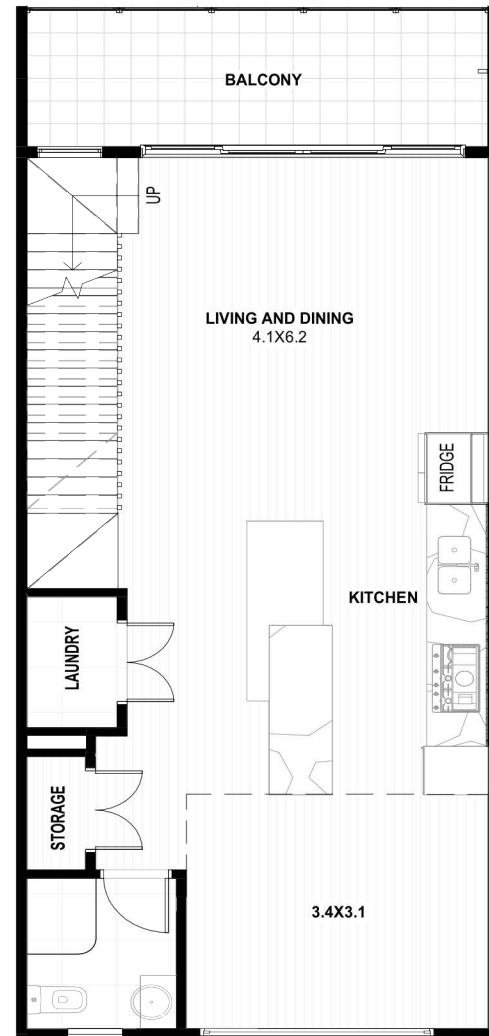 BALCONY
UP
LIVING AND DINING
4.1X6.2
FRIDGE
KITCHEN
LAUNDRY
STORAGE
3.4X3.1